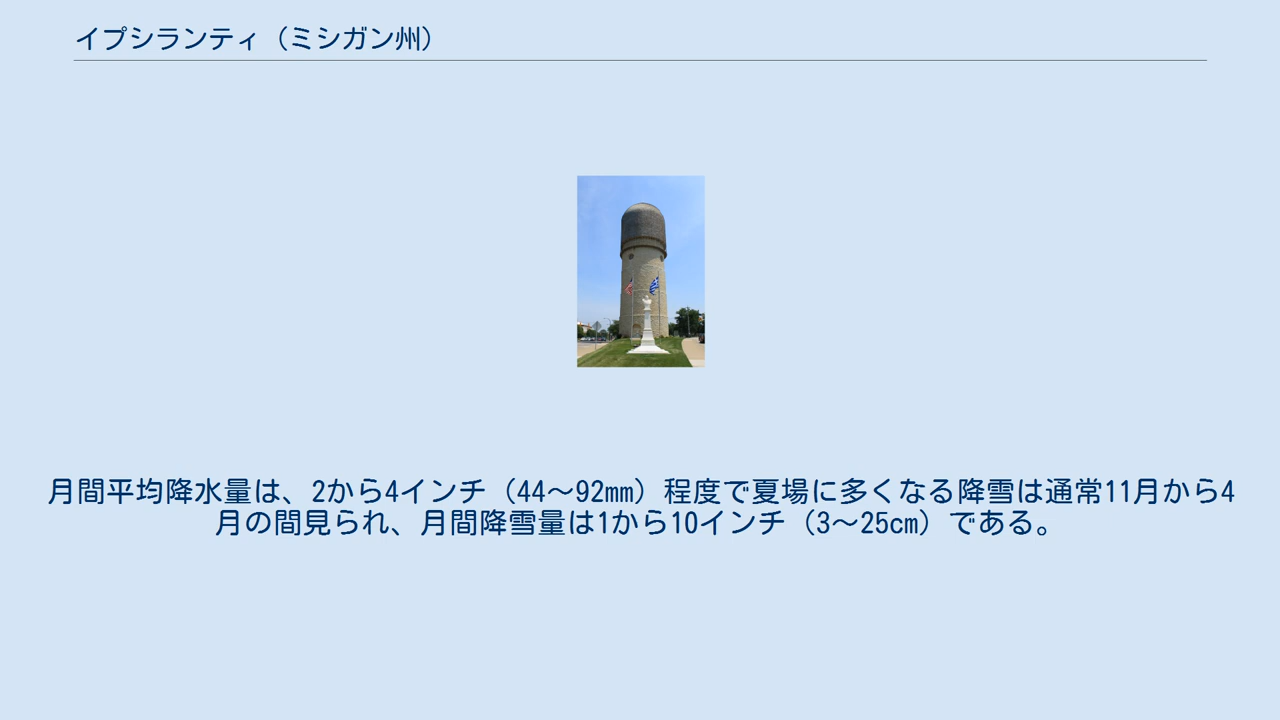 イプシランティ（ミシガン州）
月間平均降水量は、2から4インチ（44～92mm）程度で夏場に多くなる降雪は通常11月から4
月の間見られ、月間降雪量は1から10インチ（3～25cm）である。